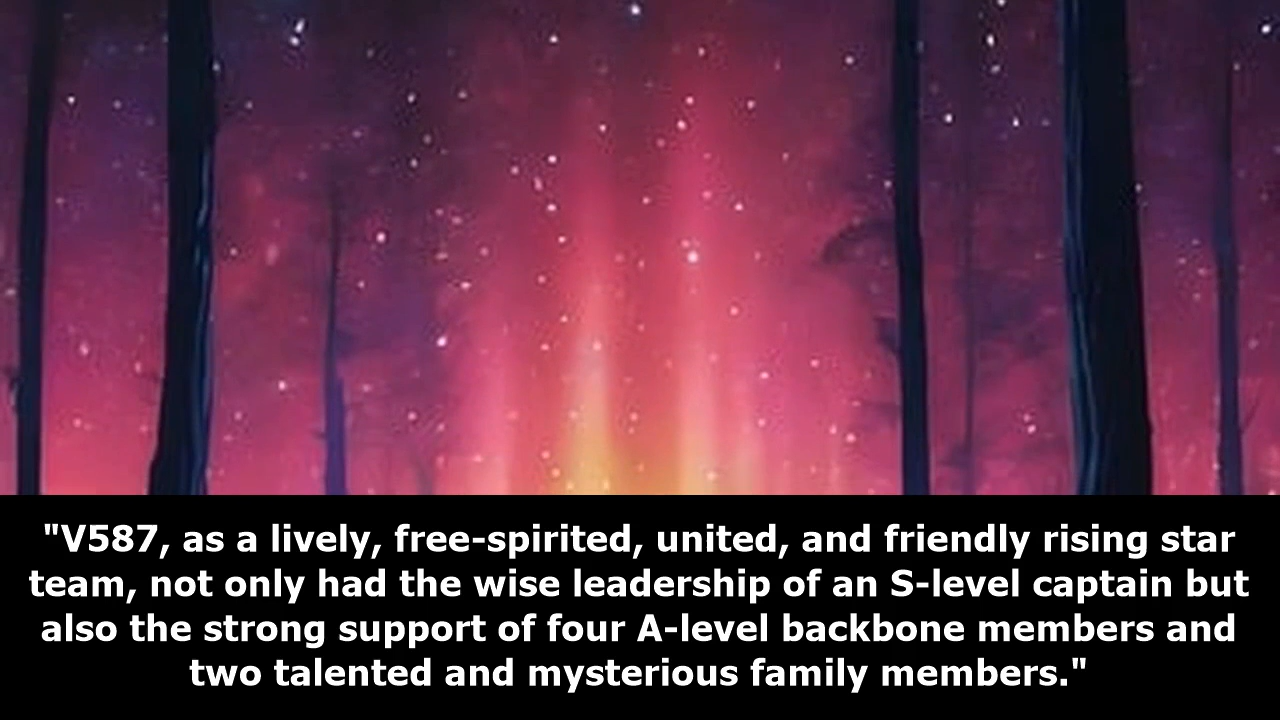 "V587, as a lively, free-spirited, united, and friendly rising star
team, not only had the wise leadership of an S-level captain but
also the strong support of four A-level backbone members and
two talented and mysterious family members."